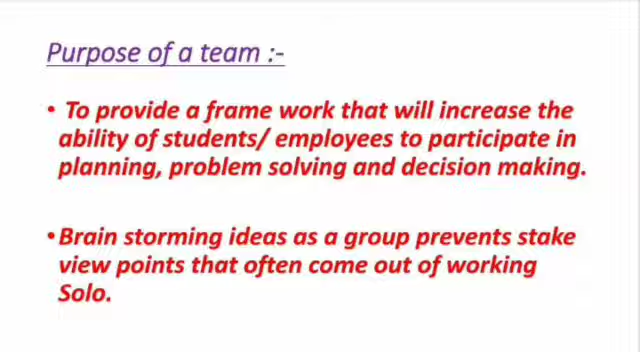 Purpose of a team :-
• To provide a frame work that will increase the
ability of students/ employees to participate in
planning, problem solving and decision making.
• Brain storming ideas as a group prevents stake
view points that often come out of working
Solo.